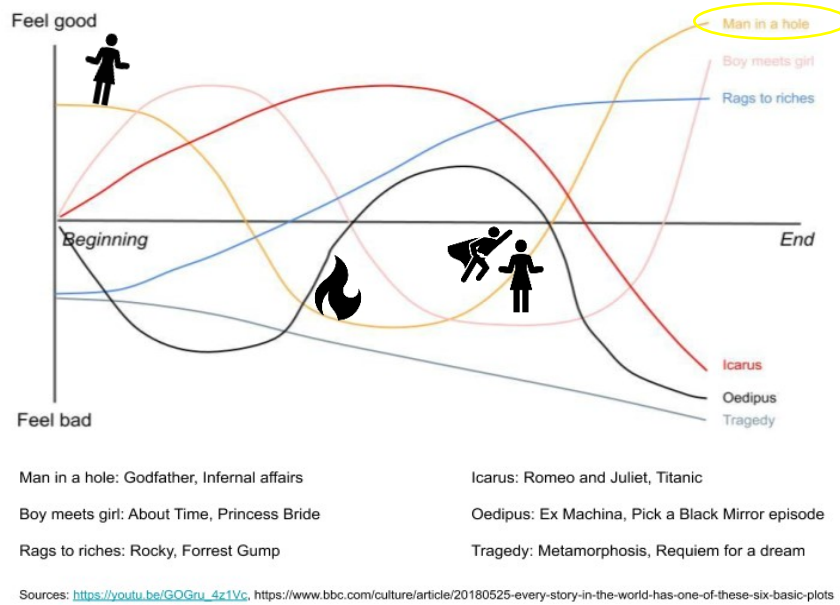 Feel good
Man in a hole
Boy meets girl
Rags to riches
Beginning
End
Icarus
Oedipus
Feel bad
Tragedy
Man in a hole: Godfather, Infernal affairs
Icarus: Romeo and Juliet, Titanic
Boy meets girl: About Time, Princess Bride
Oedipus: Ex Machina, Pick a Black Mirror episode
Rags to riches: Rocky, Forrest Gump
Tragedy: Metamorphosis, Requiem for a dream
Sources: https://youtu.be/GOGru_4z1Vc, https://www.bbc.com/culture/article/20180525-every-story-in-the-world-has-one-of-these-six-basic-plots